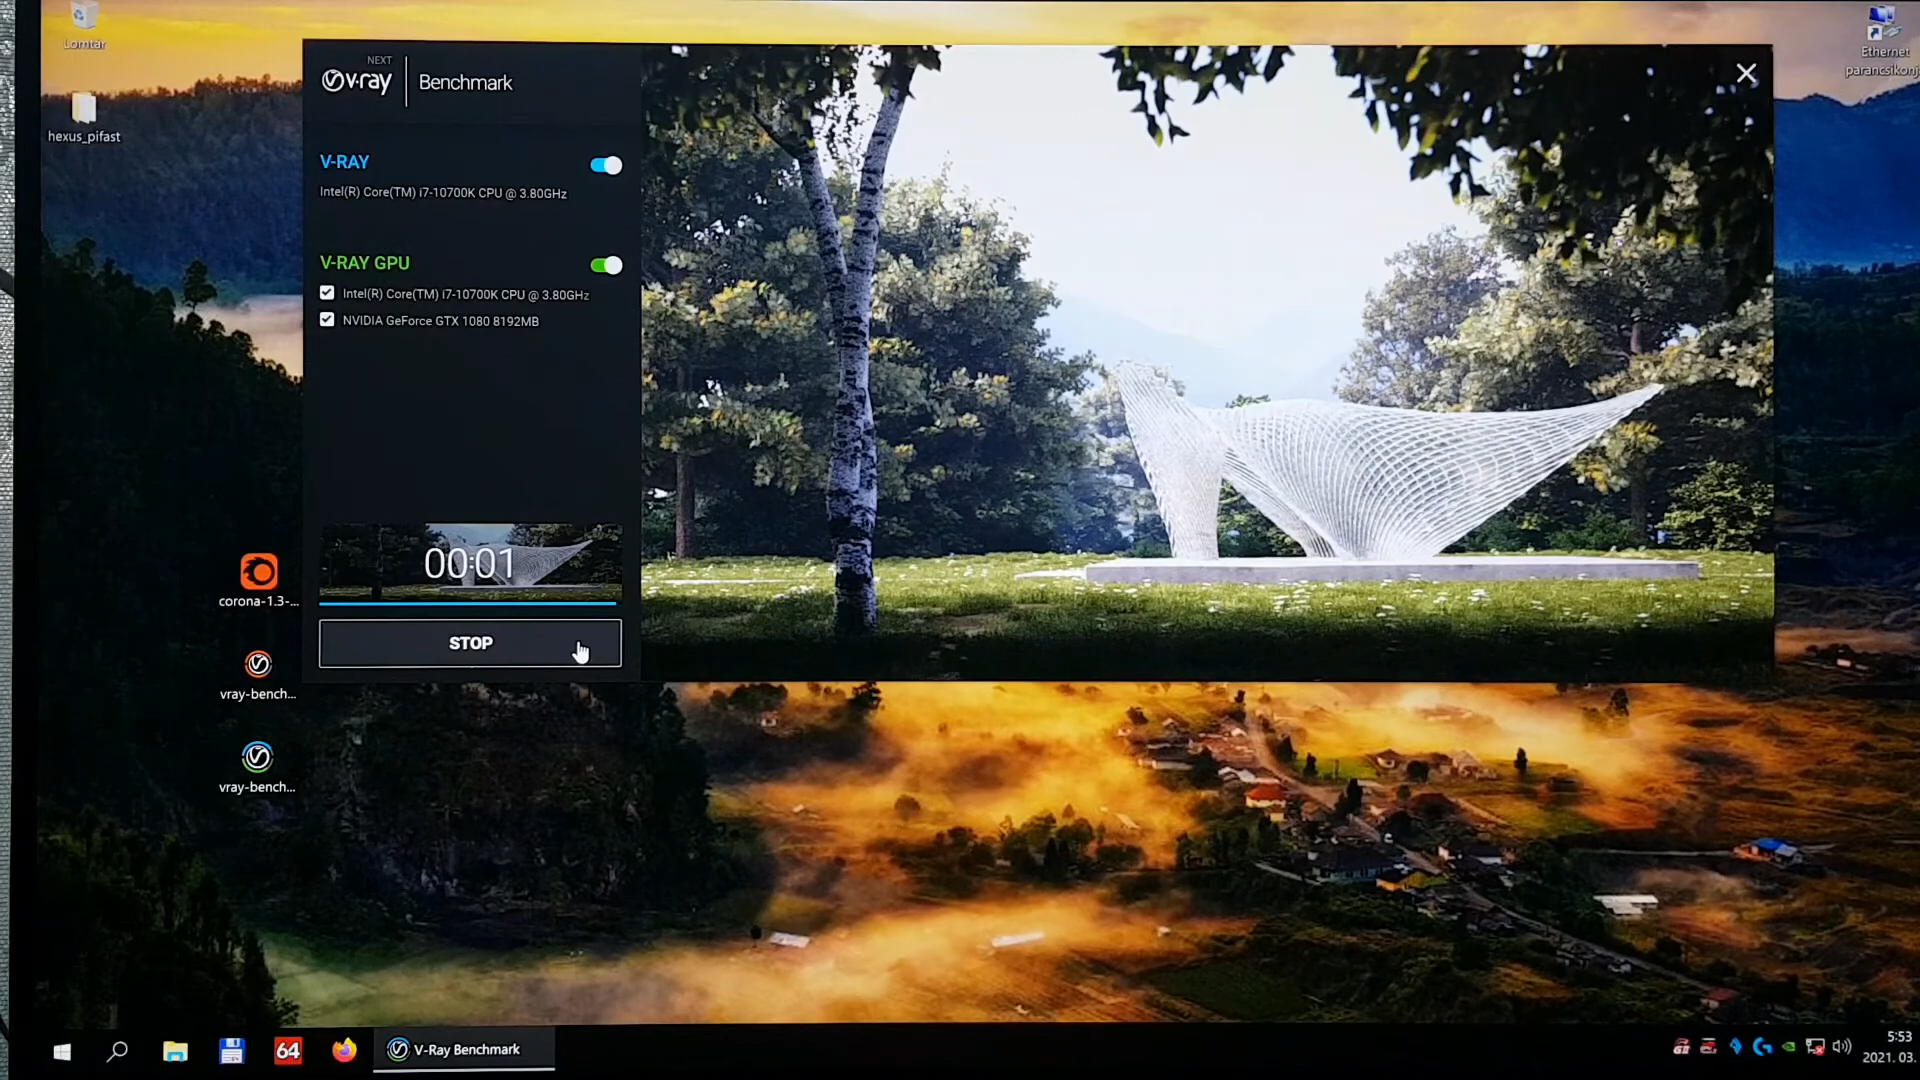 Lomtár
hexus_pifast
Ethernet
parancsikonj
NEXT
v-ray
Benchmark
V-RAY
Intel(R) Core(TM) i7-10700K CPU @ 3.80GHz
V-RAY GPU
Intel(R) Core(TM) i7-10700K CPU @ 3.80GHz
NVIDIA GeForce GTX 1080 8192MB
00:01
STOP
corona-1.3-...
vray-bench...
vray-bench...
64
V-Ray Benchmark
5:53
2021. 03.